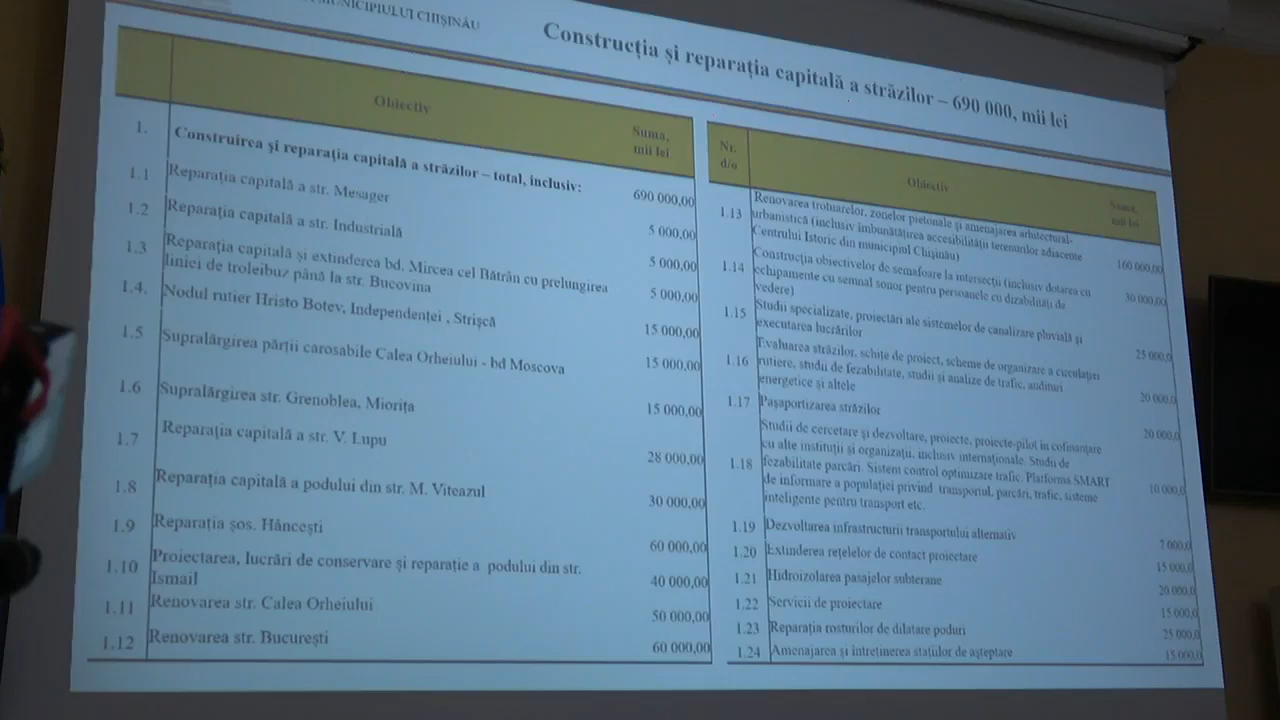 MUNICIPIULUI CHIȘINĂU
Construcția și reparația capitală a străzilor – 690 000, mii lei
Obiectiv
Suma,
mii lei
1. Construirea și reparația capitală a străzilor – total, inclusiv: 690 000,00
1.1 Reparația capitală a str. Mesager 5 000,00
1.2 Reparația capitală a str. Industrială 5 000,00
1.3 Reparația capitală și extinderea bd. Mircea cel Bătrân cu prelungirea
liniei de troleibuz până la str. Bucovina 5 000,00
1.4. Nodul rutier Hristo Botev, Independenței , Strișcă 15 000,00
1.5 Supralărgirea părții carosabile Calea Orheiului - bd Moscova 15 000,00
1.6 Supralărgirea str. Grenoblea, Miorița 15 000,00
1.7 Reparația capitală a str. V. Lupu 28 000,00
1.8 Reparația capitală a podului din str. M. Viteazul 30 000,00
1.9 Reparația șos. Hâncești 60 000,00
1.10 Proiectarea, lucrări de conservare și reparație a podului din str.
Ismail 40 000,00
1.11 Renovarea str. Calea Orheiului 50 000,00
1.12 Renovarea str. București 60 000,00
Nr.
d/o
Obiectiv
Suma,
mii lei
Renovarea trotuarelor, zonelor pietonale și amenajarea arhitectural-
1.13 urbanistică (inclusiv îmbunătățirea accesibilității terenurilor adiacente
Centrului Istoric din municipiul Chișinău) 160 000,00
Construcția obiectivelor de semafoare la intersecții (inclusiv dotarea cu
1.14 echipamente cu semnal sonor pentru persoanele cu dizabilități de
vedere) 30 000,00
1.15 Studii specializate, proiectări ale sistemelor de canalizare pluvială și
executarea lucrărilor 25 000,0
Evaluarea străzilor, schițe de proiect, scheme de organizare a circulației
1.16 rutiere, studii de fezabilitate, studii și analize de trafic, audituri
energetice și altele 20 000,0
1.17 Pașaportizarea străzilor 20 000,0
Studii de cercetare și dezvoltare, proiecte, proiecte-pilot în cofinanțare
cu alte instituții și organizații, inclusiv internaționale. Studii de
1.18 fezabilitate parcări. Sistem control optimizare trafic. Platforma SMART
de informare a populației privind transportul, parcări, trafic, sisteme
inteligente pentru transport etc. 10 000,0
1.19 Dezvoltarea infrastructurii transportului alternativ 7 000,0
1.20 Extinderea rețelelor de contact proiectare 15 000,0
1.21 Hidroizolarea pasajelor subterane 20 000,0
1.22 Servicii de proiectare 15 000,0
1.23 Reparația rosturilor de dilatare poduri 25 000,0
1.24 Amenajarea și întreținerea stațiilor de așteptare 15 000,0